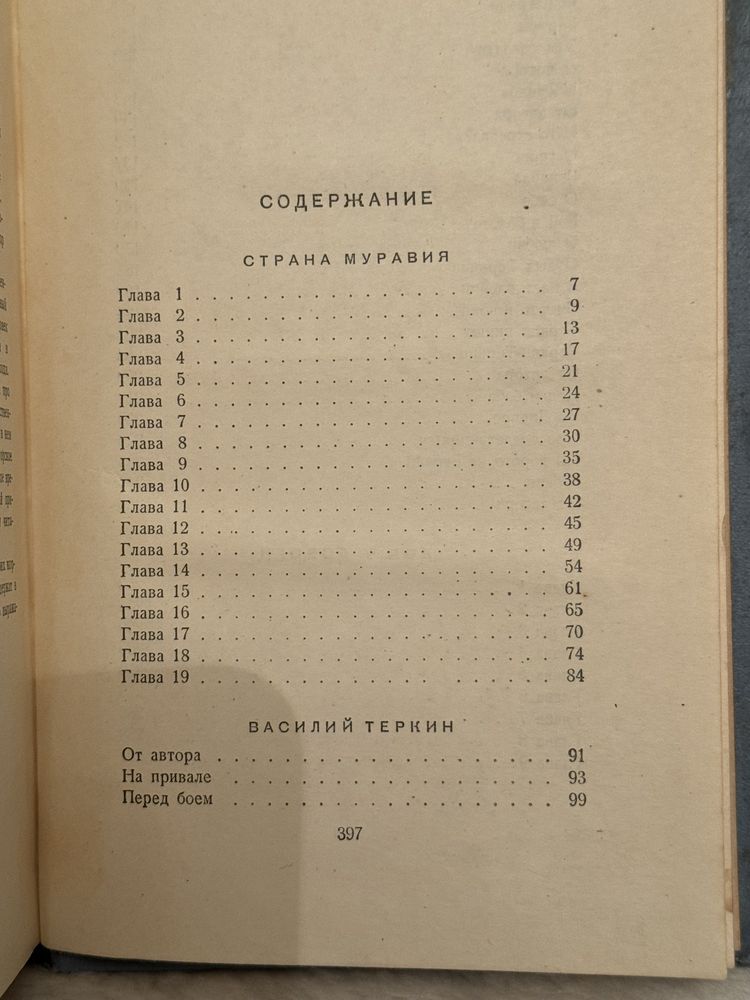 СОДЕРЖАНИЕ
СТРАНА МУРАВИЯ
Глава 1 . . . . . . . . . . . . . . . . . . . . 7
Глава 2 . . . . . . . . . . . . . . . . . . . . 9
Глава 3 . . . . . . . . . . . . . . . . . . . . 13
Глава 4 . . . . . . . . . . . . . . . . . . . . 17
Глава 5 . . . . . . . . . . . . . . . . . . . . 21
Глава 6 . . . . . . . . . . . . . . . . . . . . 24
Глава 7 . . . . . . . . . . . . . . . . . . . . 27
Глава 8 . . . . . . . . . . . . . . . . . . . . 30
Глава 9 . . . . . . . . . . . . . . . . . . . . 35
Глава 10 . . . . . . . . . . . . . . . . . . . . 38
Глава 11 . . . . . . . . . . . . . . . . . . . . 42
Глава 12 . . . . . . . . . . . . . . . . . . . . 45
Глава 13 . . . . . . . . . . . . . . . . . . . . 49
Глава 14 . . . . . . . . . . . . . . . . . . . . 54
Глава 15 . . . . . . . . . . . . . . . . . . . . 61
Глава 16 . . . . . . . . . . . . . . . . . . . . 65
Глава 17 . . . . . . . . . . . . . . . . . . . . 70
Глава 18 . . . . . . . . . . . . . . . . . . . . 74
Глава 19 . . . . . . . . . . . . . . . . . . . . 84
ВАСИЛИЙ ТЕРКИН
От автора . . . . . . . . . . . . . . . . . . . 91
На привале . . . . . . . . . . . . . . . . . . 93
Перед боем . . . . . . . . . . . . . . . . . . 99
397